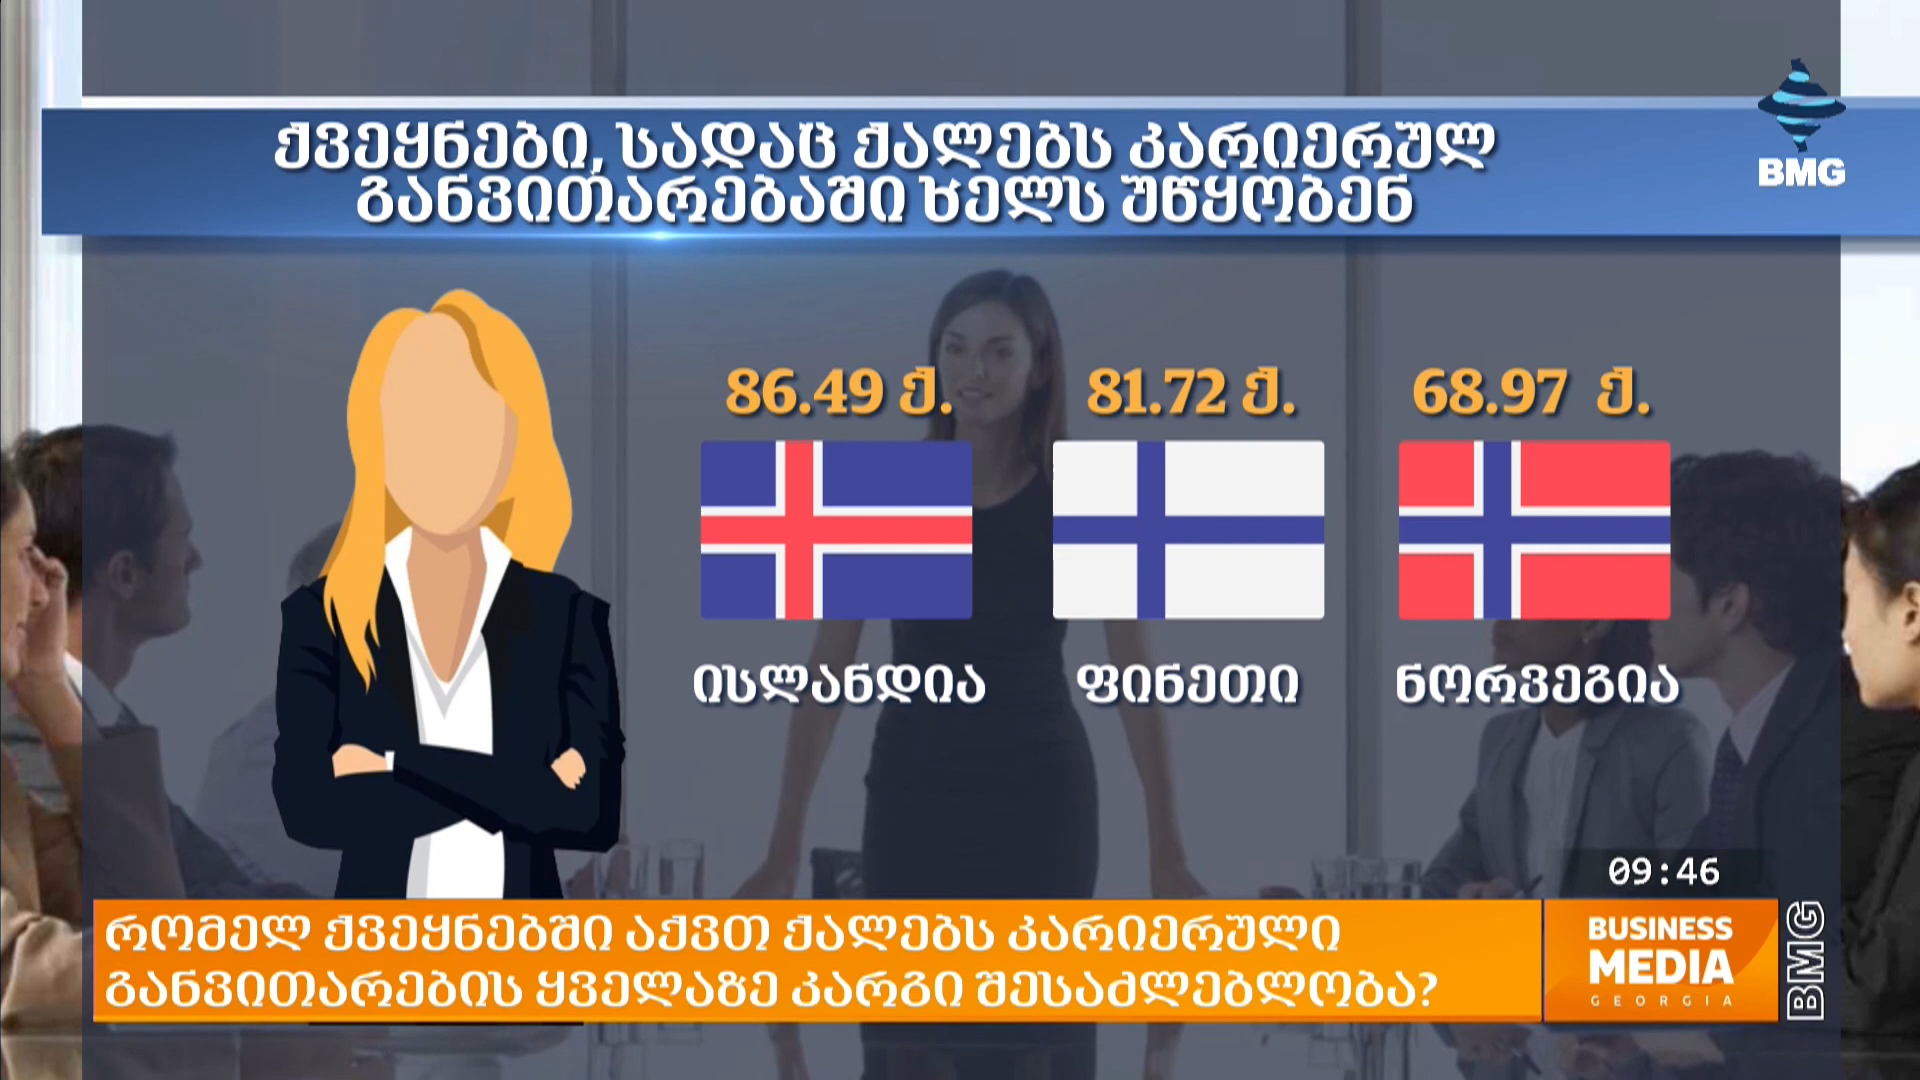 ქვეყნები, სადაც ქალებს კარიერულ
განვითარებაში ხელს უწყობენ
BMG
86.49 ქ. 81.72 ქ. 68.97 ქ.
ისლანდია ფინეთი ნორვეგია
09:46
რომელ ქვეყნებში აქვთ ქალებს კარიერული
განვითარების ყველაზე კარგი შესაძლებლობა?
BUSINESS
MEDIA
GEORGIA
BMG